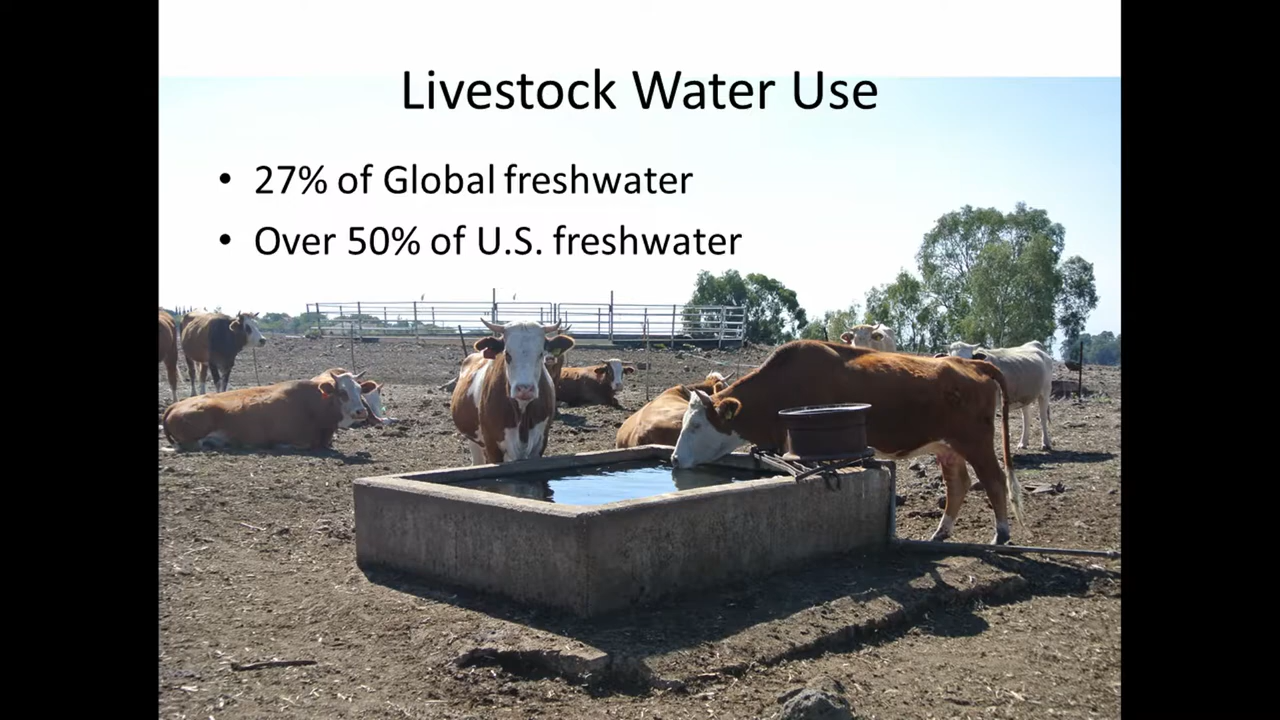 Livestock Water Use
• 27% of Global freshwater
• Over 50% of U.S. freshwater